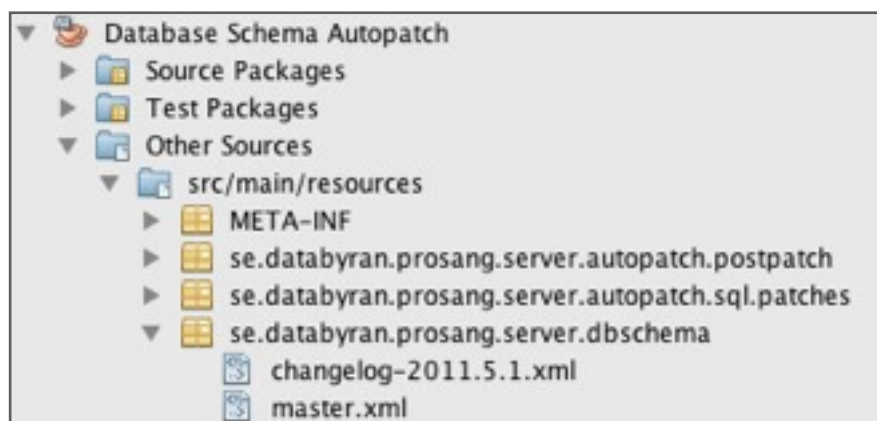 Database Schema Autopatch
Source Packages
Test Packages
Other Sources
src/main/resources
META-INF
se.databyran.prosang.server.autopatch.postpatch
se.databyran.prosang.server.autopatch.sql.patches
se.databyran.prosang.server.dbschema
changelog-2011.5.1.xml
master.xml